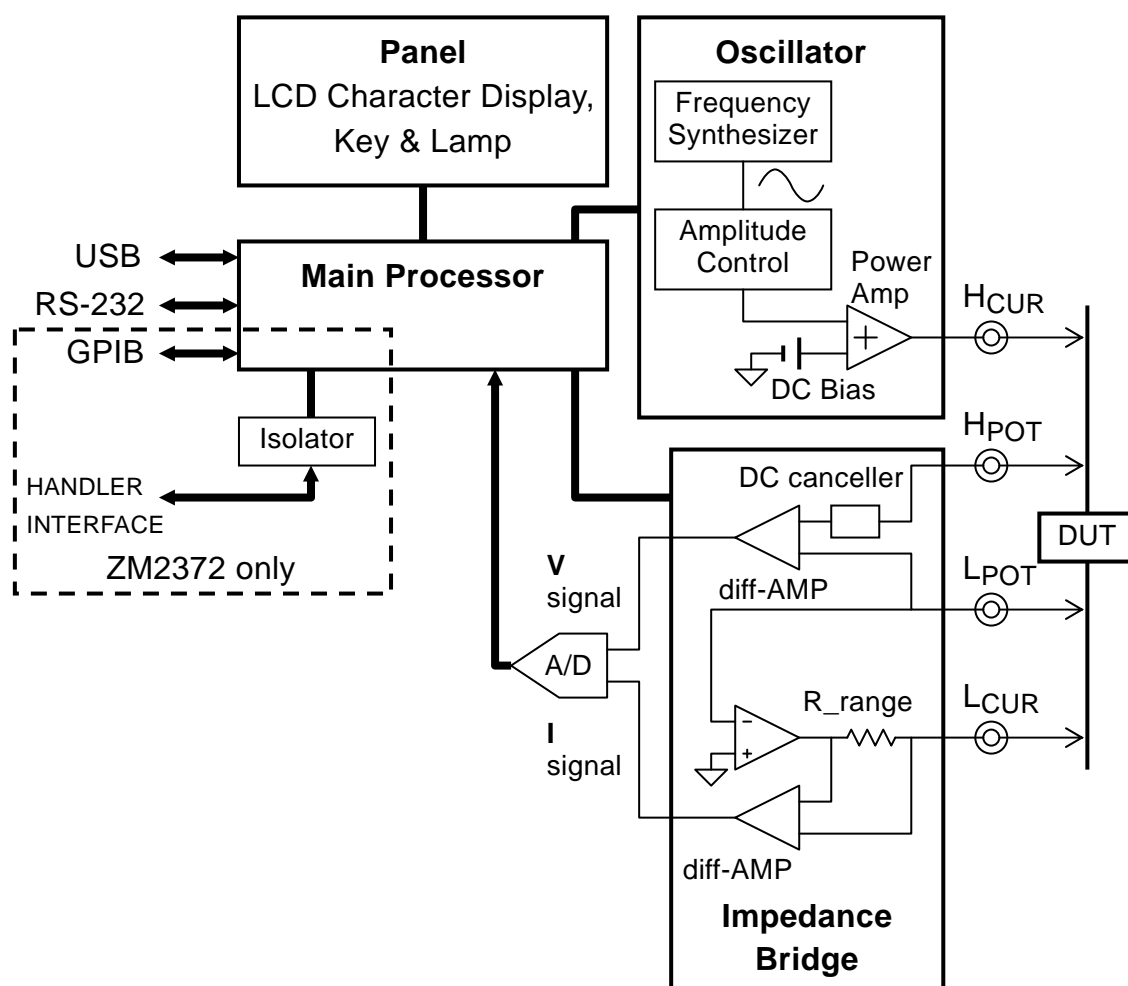 Panel
LCD Character Display,
Key & Lamp
Oscillator
Frequency
Synthesizer
Amplitude
Control
Power
Amp
+
DC Bias
USB
RS-232
GPIB
Main Processor
Isolator
HANDLER
INTERFACE
ZM2372 only
HCUR
HPOT
DUT
LPOT
LCUR
DC canceller
diff-AMP
V
signal
A/D
I
signal
R_range
-
+
diff-AMP
Impedance
Bridge